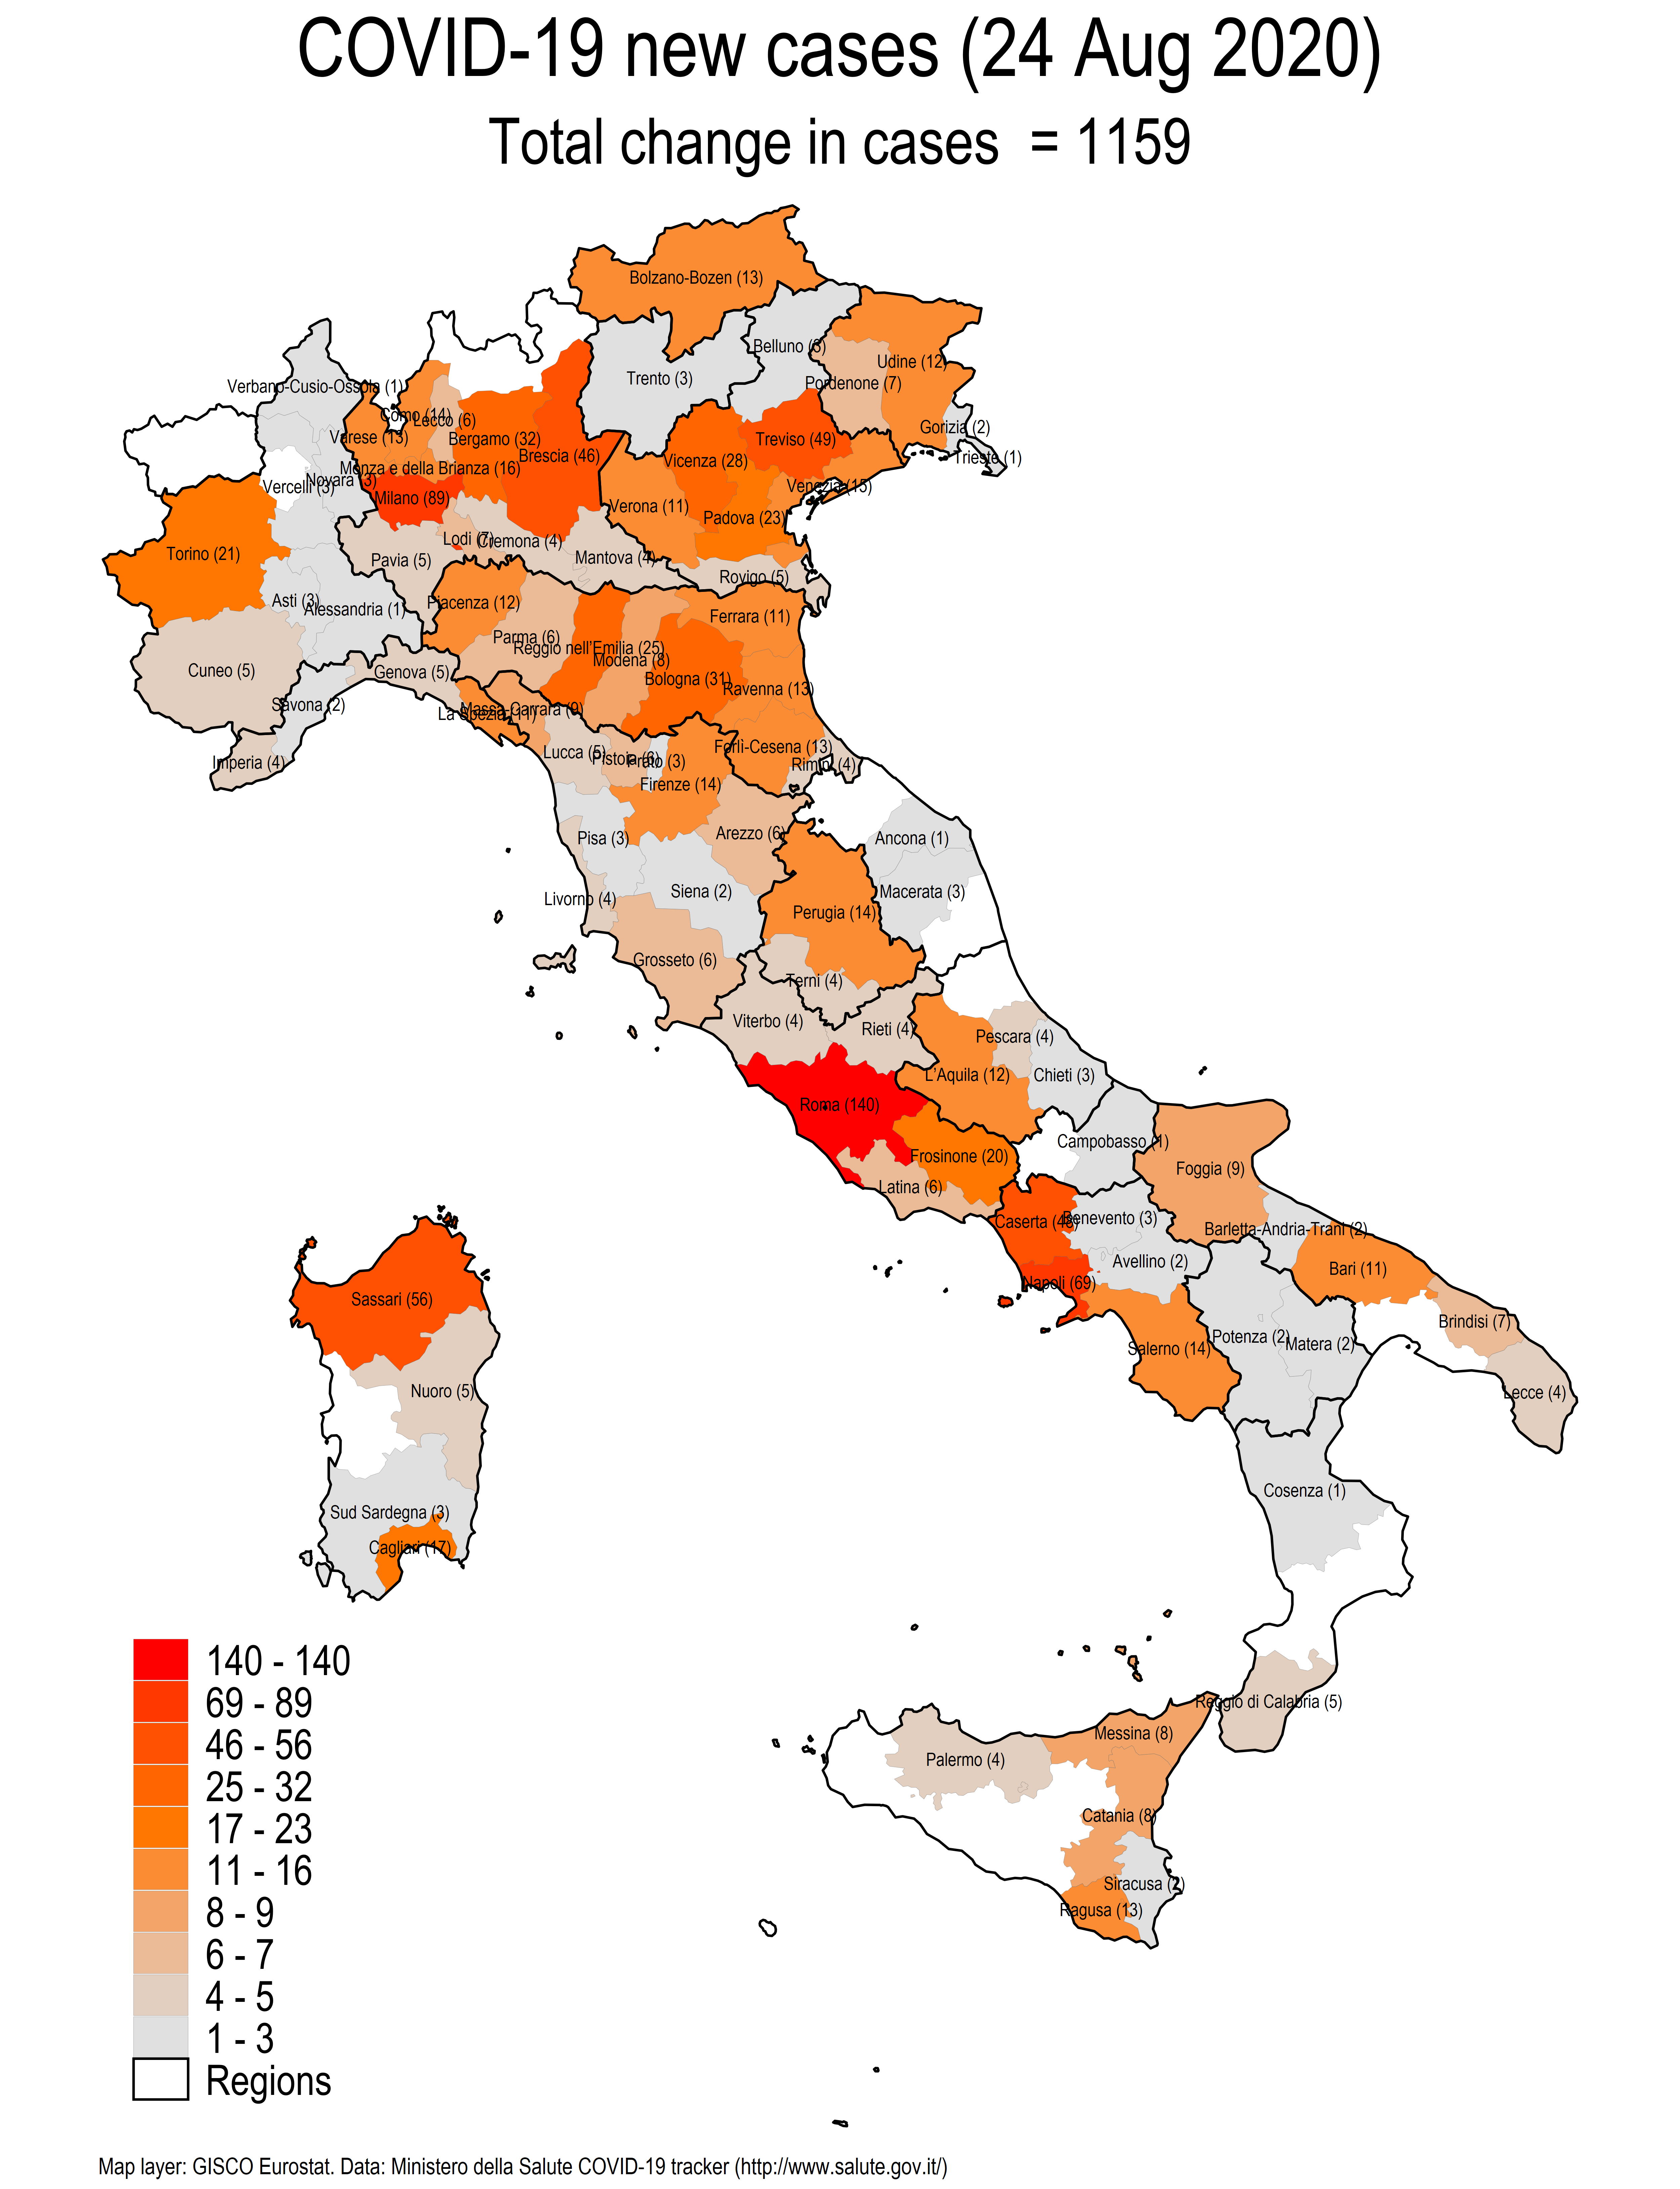 COVID-19 new cases (24 Aug 2020)
Total change in cases = 1159
Bolzano-Bozen (13)
Belluno (3)
Udine (12)
Trento (3)
Pordenone (7)
Verbano-Cusio-Ossola (1)
Como (14)
Lecco (6)
Gorizia (2)
Varese (13)
Bergamo (32)
Treviso (49)
Brescia (46)
Vicenza (28)
Trieste (1)
Monza e della Brianza (16)
Novara (3)
Vercelli (3)
Venezia (15)
Milano (89)
Verona (11)
Padova (23)
Lodi (7)
Cremona (4)
Torino (21)
Pavia (5)
Mantova (4)
Rovigo (5)
Asti (3)
Alessandria (1)
Piacenza (12)
Ferrara (11)
Parma (6)
Reggio nell'Emilia (25)
Modena (8)
Cuneo (5)
Genova (5)
Bologna (31)
Ravenna (13)
Savona (2)
Massa-Carrara (9)
La Spezia (11)
Forlì-Cesena (13)
Lucca (5)
Pistoia (6)
Prato (3)
Imperia (4)
Rimini (4)
Firenze (14)
Arezzo (6)
Pisa (3)
Ancona (1)
Siena (2)
Macerata (3)
Livorno (4)
Perugia (14)
Grosseto (6)
Terni (4)
Viterbo (4)
Rieti (4)
Pescara (4)
L'Aquila (12)
Chieti (3)
Roma (140)
Campobasso (1)
Frosinone (20)
Foggia (9)
Latina (6)
Caserta
Benevento (3)
Barletta-Andria-Trani (2)
Avellino (2)
Bari (11)
Napoli (69)
Sassari (56)
Brindisi (7)
Potenza (2)
Matera (2)
Salerno (14)
Nuoro (5)
Lecce (4)
Cosenza (1)
Sud Sardegna (3)
Cagliari (17)
Reggio di Calabria (5)
Messina (8)
Palermo (4)
Catania (8)
Siracusa (2)
Ragusa (13)
140 - 140
69 - 89
46 - 56
25 - 32
17 - 23
11 - 16
8 - 9
6 - 7
4 - 5
1 - 3
Regions
Map layer: GISCO Eurostat. Data: Ministero della Salute COVID-19 tracker (http://www.salute.gov.it/)